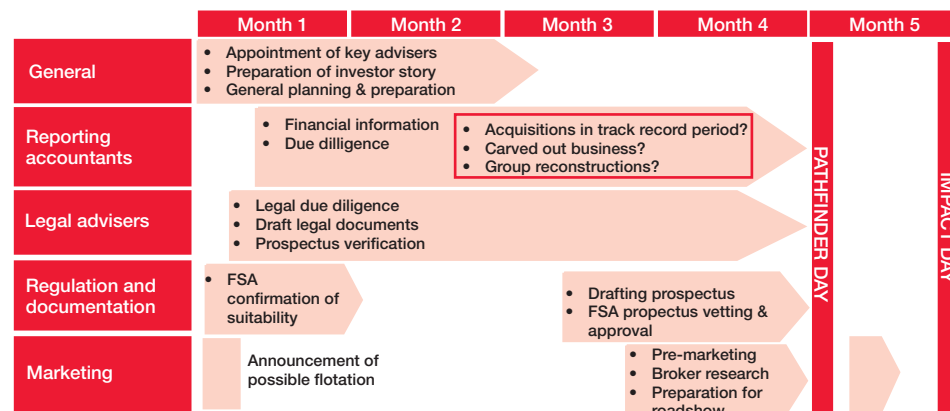 Month 1 Month 2 Month 3 Month 4 Month 5
General
• Appointment of key advisers
• Preparation of investor story
• General planning & preparation
Reporting
accountants
• Financial information
• Due dilligence
• Acquisitions in track record period?
• Carved out business?
• Group reconstructions?
Legal advisers
• Legal due diligence
• Draft legal documents
• Prospectus verification
Regulation and
documentation
• FSA
confirmation of
suitability
• Drafting prospectus
• FSA propectus vetting &
approval
Marketing
Announcement of
possible flotation
• Pre-marketing
• Broker research
• Preparation for
roadshow
PATHFINDER DAY
IMPACT DAY